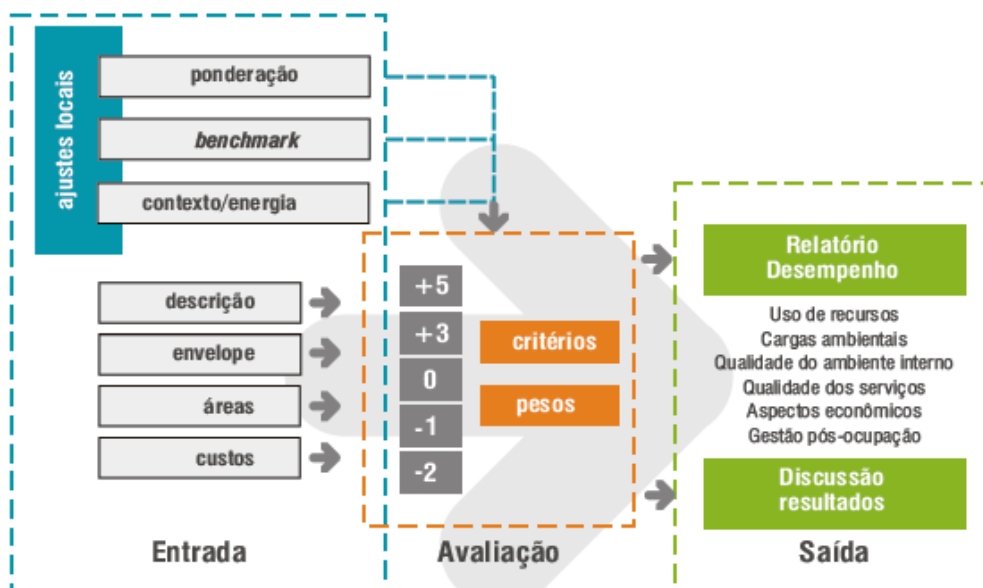 ajustes locais
ponderação
benchmark
contexto/energia
descrição
envelope
áreas
custos
Entrada
+5
+3
0
-1
-2
critérios
pesos
Avaliação
Relatório
Desempenho
Uso de recursos
Cargas ambientais
Qualidade do ambiente interno
Qualidade dos serviços
Aspectos econômicos
Gestão pós-ocupação
Discussão
resultados
Saída